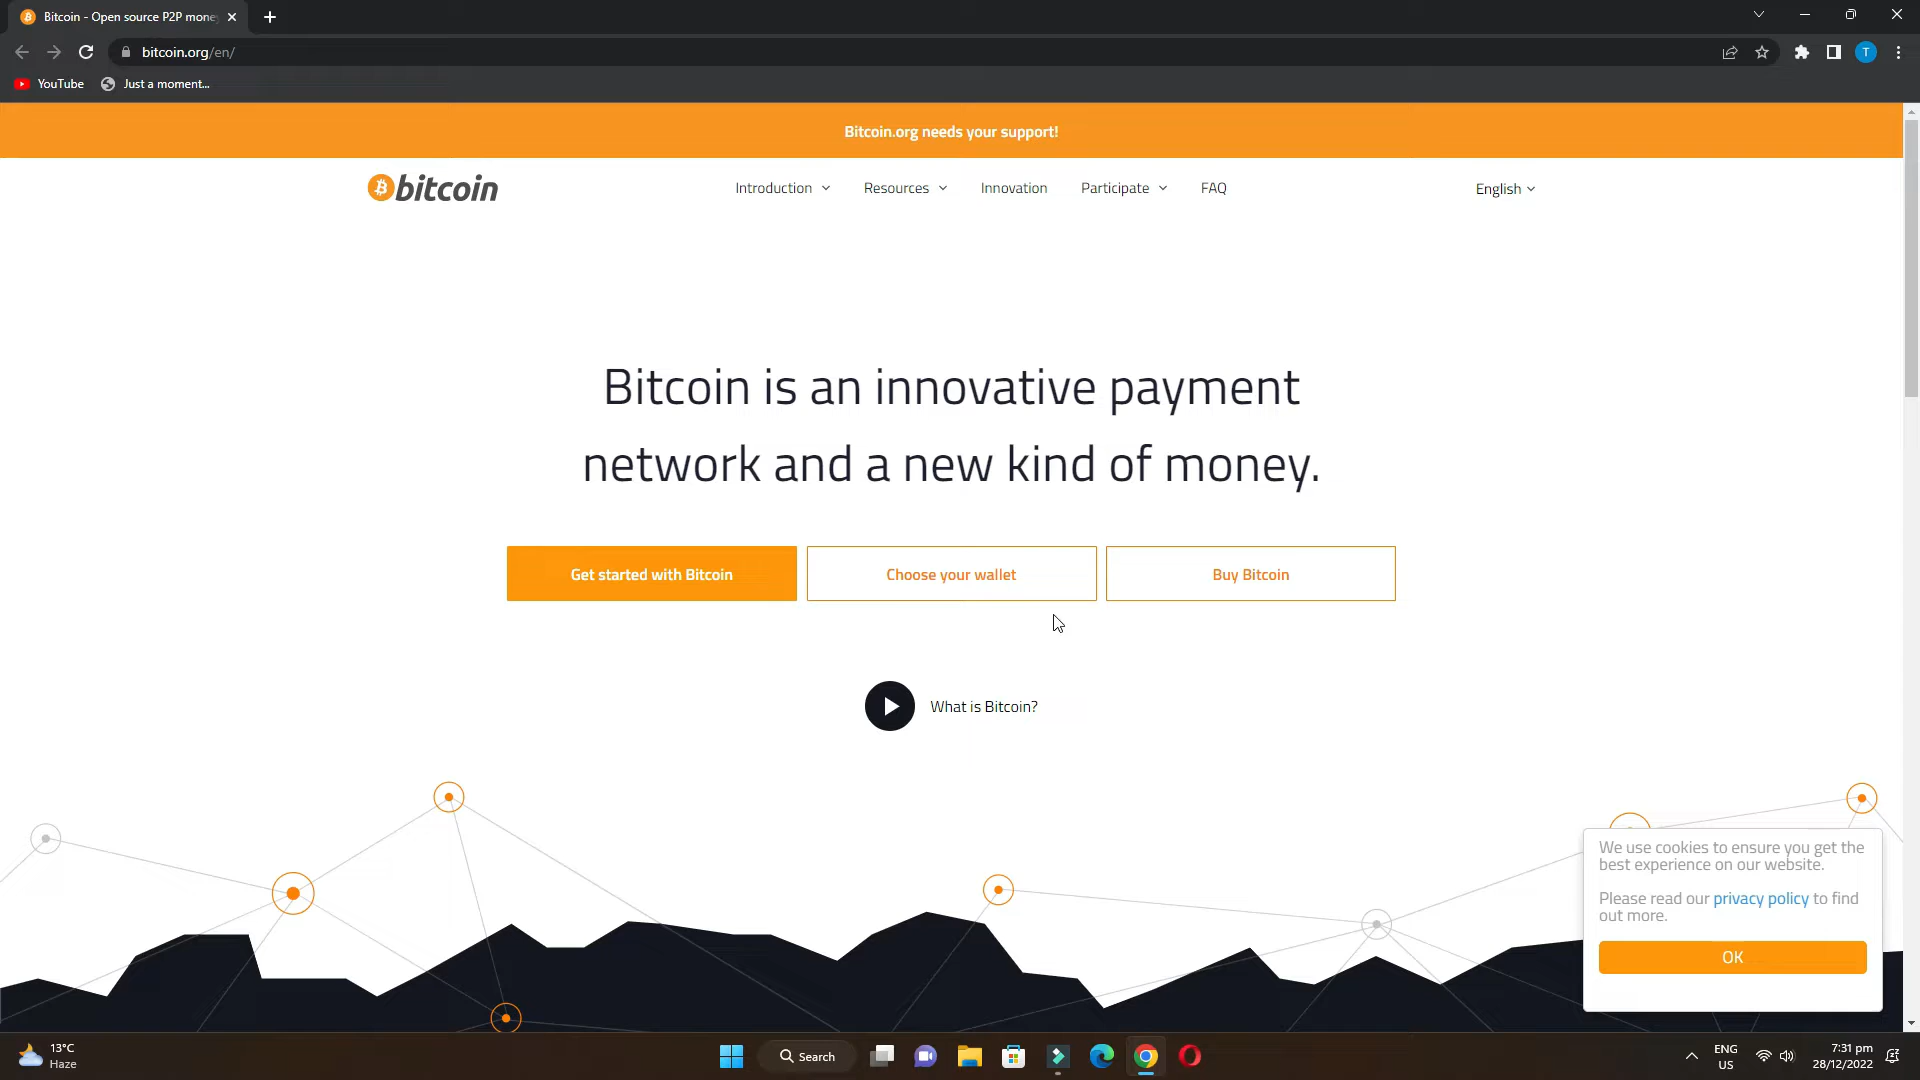 Bitcoin - Open source P2P mone
bitcoin.org/en/
T
YouTube
Just a moment...
Bitcoin.org needs your support!
bitcoin
Introduction
Resources
Innovation
Participate
FAQ
English
Bitcoin is an innovative payment
network and a new kind of money.
Get started with Bitcoin
Choose your wallet
Buy Bitcoin
What is Bitcoin?
We use cookies to ensure you get the
best experience on our website.
Please read our privacy policy to find
out more.
OK
13°C
Haze
Search
ENG
US
7:31 pm
28/12/2022